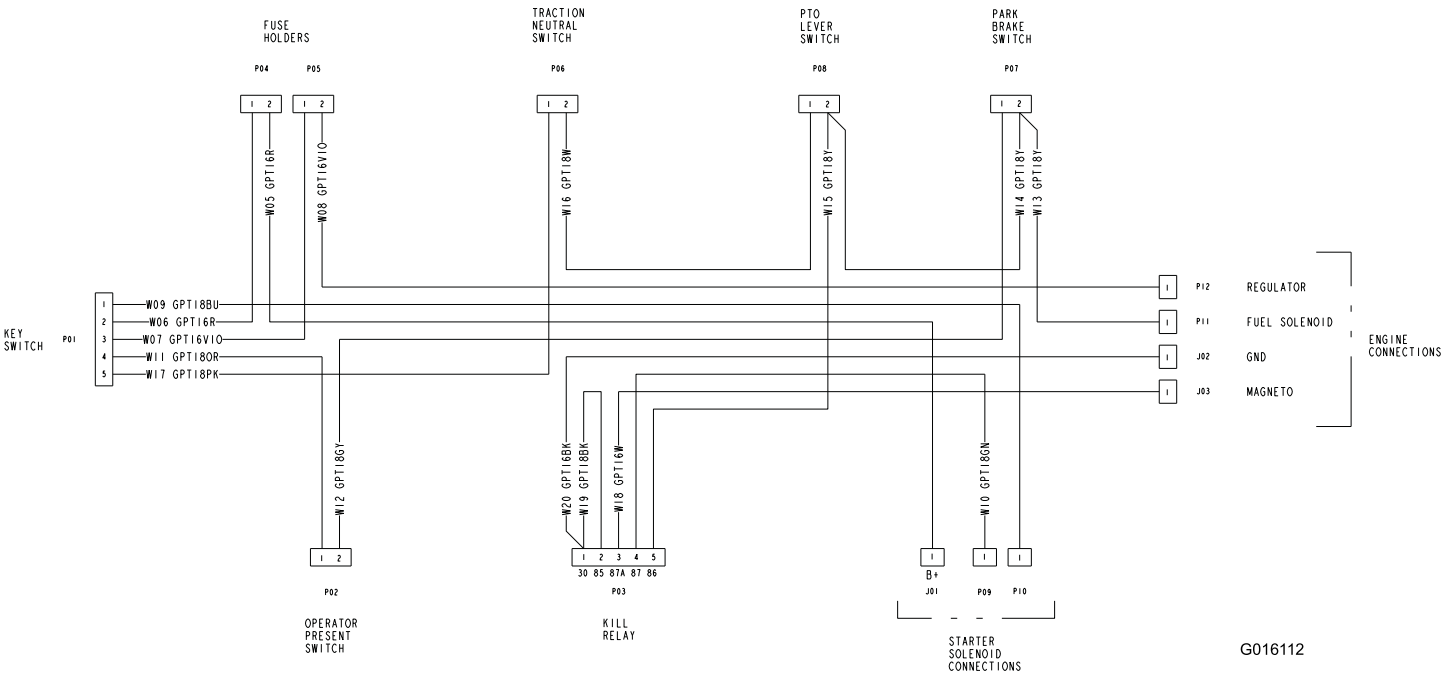 FUSE
HOLDERS
TRACTION
NEUTRAL
SWITCH
PTO
LEVER
SWITCH
PARK
BRAKE
SWITCH
P04
P05
P06
P08
P07
1 2
1 2
1 2
1 2
1 2
W05 GPT16R
W08 GPT16VIO
W16 GPT18W
W15 GPT18Y
W14 GPT18Y
W13 GPT18Y
KEY
SWITCH
P01
1
2
3
4
5
W09 GPT18BU
W06 GPT16R
W07 GPT16VIO
W11 GPT18OR
W17 GPT18PK
1 P12 REGULATOR
1 P11 FUEL SOLENOID
1 J02 GND
1 J03 MAGNETO
ENGINE
CONNECTIONS
W12 GPT18GY
W20 GPT16BK
W19 GPT18BK
W18 GPT16W
W10 GPT18GN
1 2
P02
OPERATOR
PRESENT
SWITCH
1 2 3 4 5
30 85 87A 87 86
P03
KILL
RELAY
1
1
1
B+
J01
P09
P10
STARTER
SOLENOID
CONNECTIONS
G016112